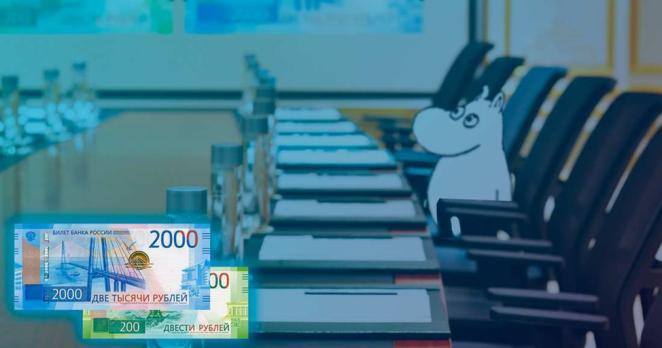 БИЛЕТ БАНКА РОССИИ
2000
2000
ДВЕ ТЫСЯЧИ РУБЛЕЙ
00
200
ДВЕСТИ РУБЛЕЙ